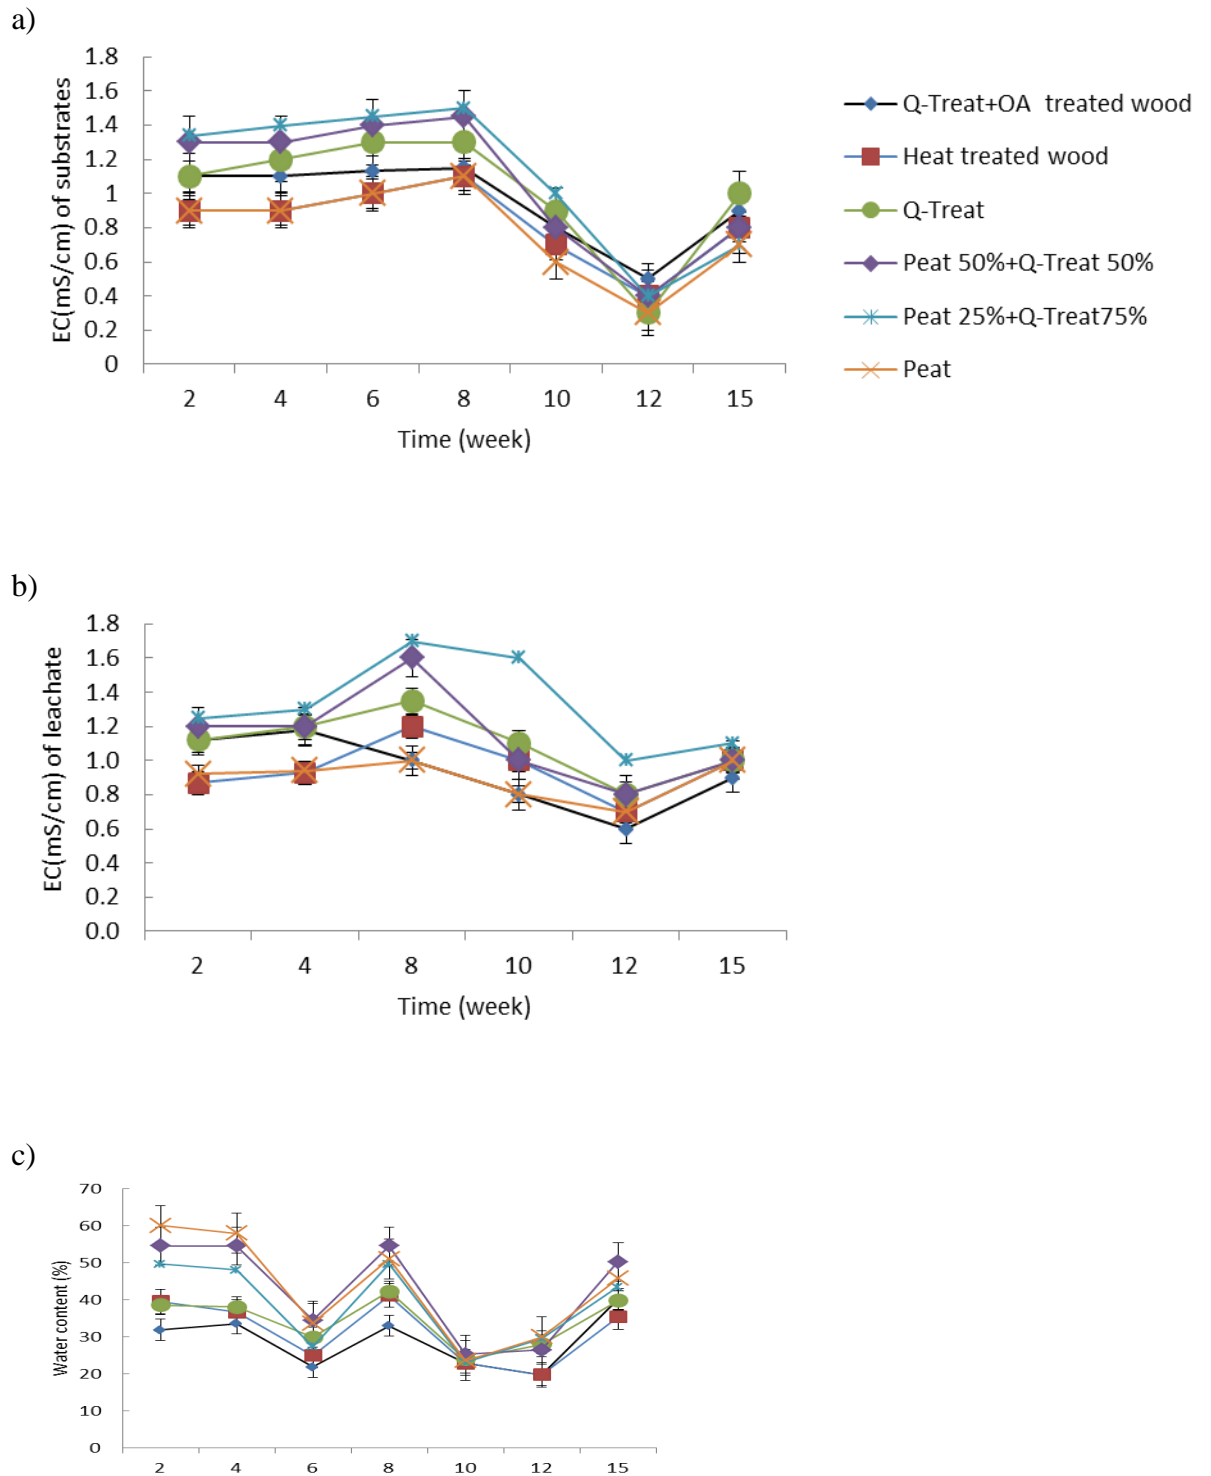 a)
1.8
1.6
1.4
1.2
1
0.8
0.6
0.4
0.2
0
EC(mS/cm) of substrates
2 4 6 8 10 12 15
Time (week)
Q-Treat+OA treated wood
Heat treated wood
Q-Treat
Peat 50%+Q-Treat 50%
Peat 25%+Q-Treat75%
Peat
b)
1.8
1.6
1.4
1.2
1.0
0.8
0.6
0.4
0.2
0.0
EC(mS/cm) of leachate
2 4 8 10 12 15
Time (week)
c)
70
60
50
40
30
20
10
0
Water content (%)
2 4 6 8 10 12 15